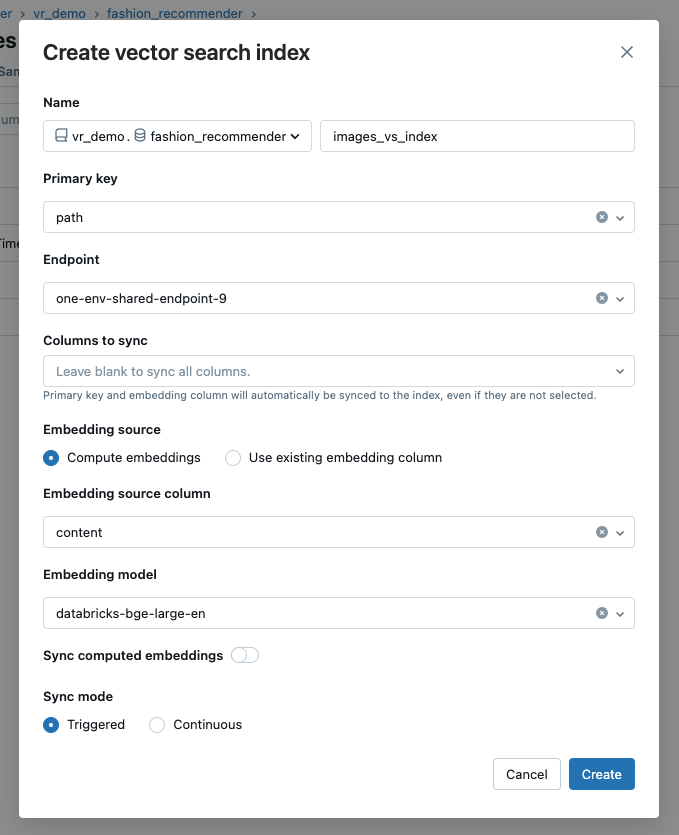 er > vr_demo > fashion_recommender >
es
Create vector search index
San
Name
um
vr_demo. fashion_recommender images_vs_index
Primary key
path
Time
Endpoint
one-env-shared-endpoint-9
Columns to sync
Leave blank to sync all columns.
Primary key and embedding column will automatically be synced to the index, even if they are not selected.
Embedding source
Compute embeddings Use existing embedding column
Embedding source column
content
Embedding model
databricks-bge-large-en
Sync computed embeddings
Sync mode
Triggered Continuous
Cancel Create